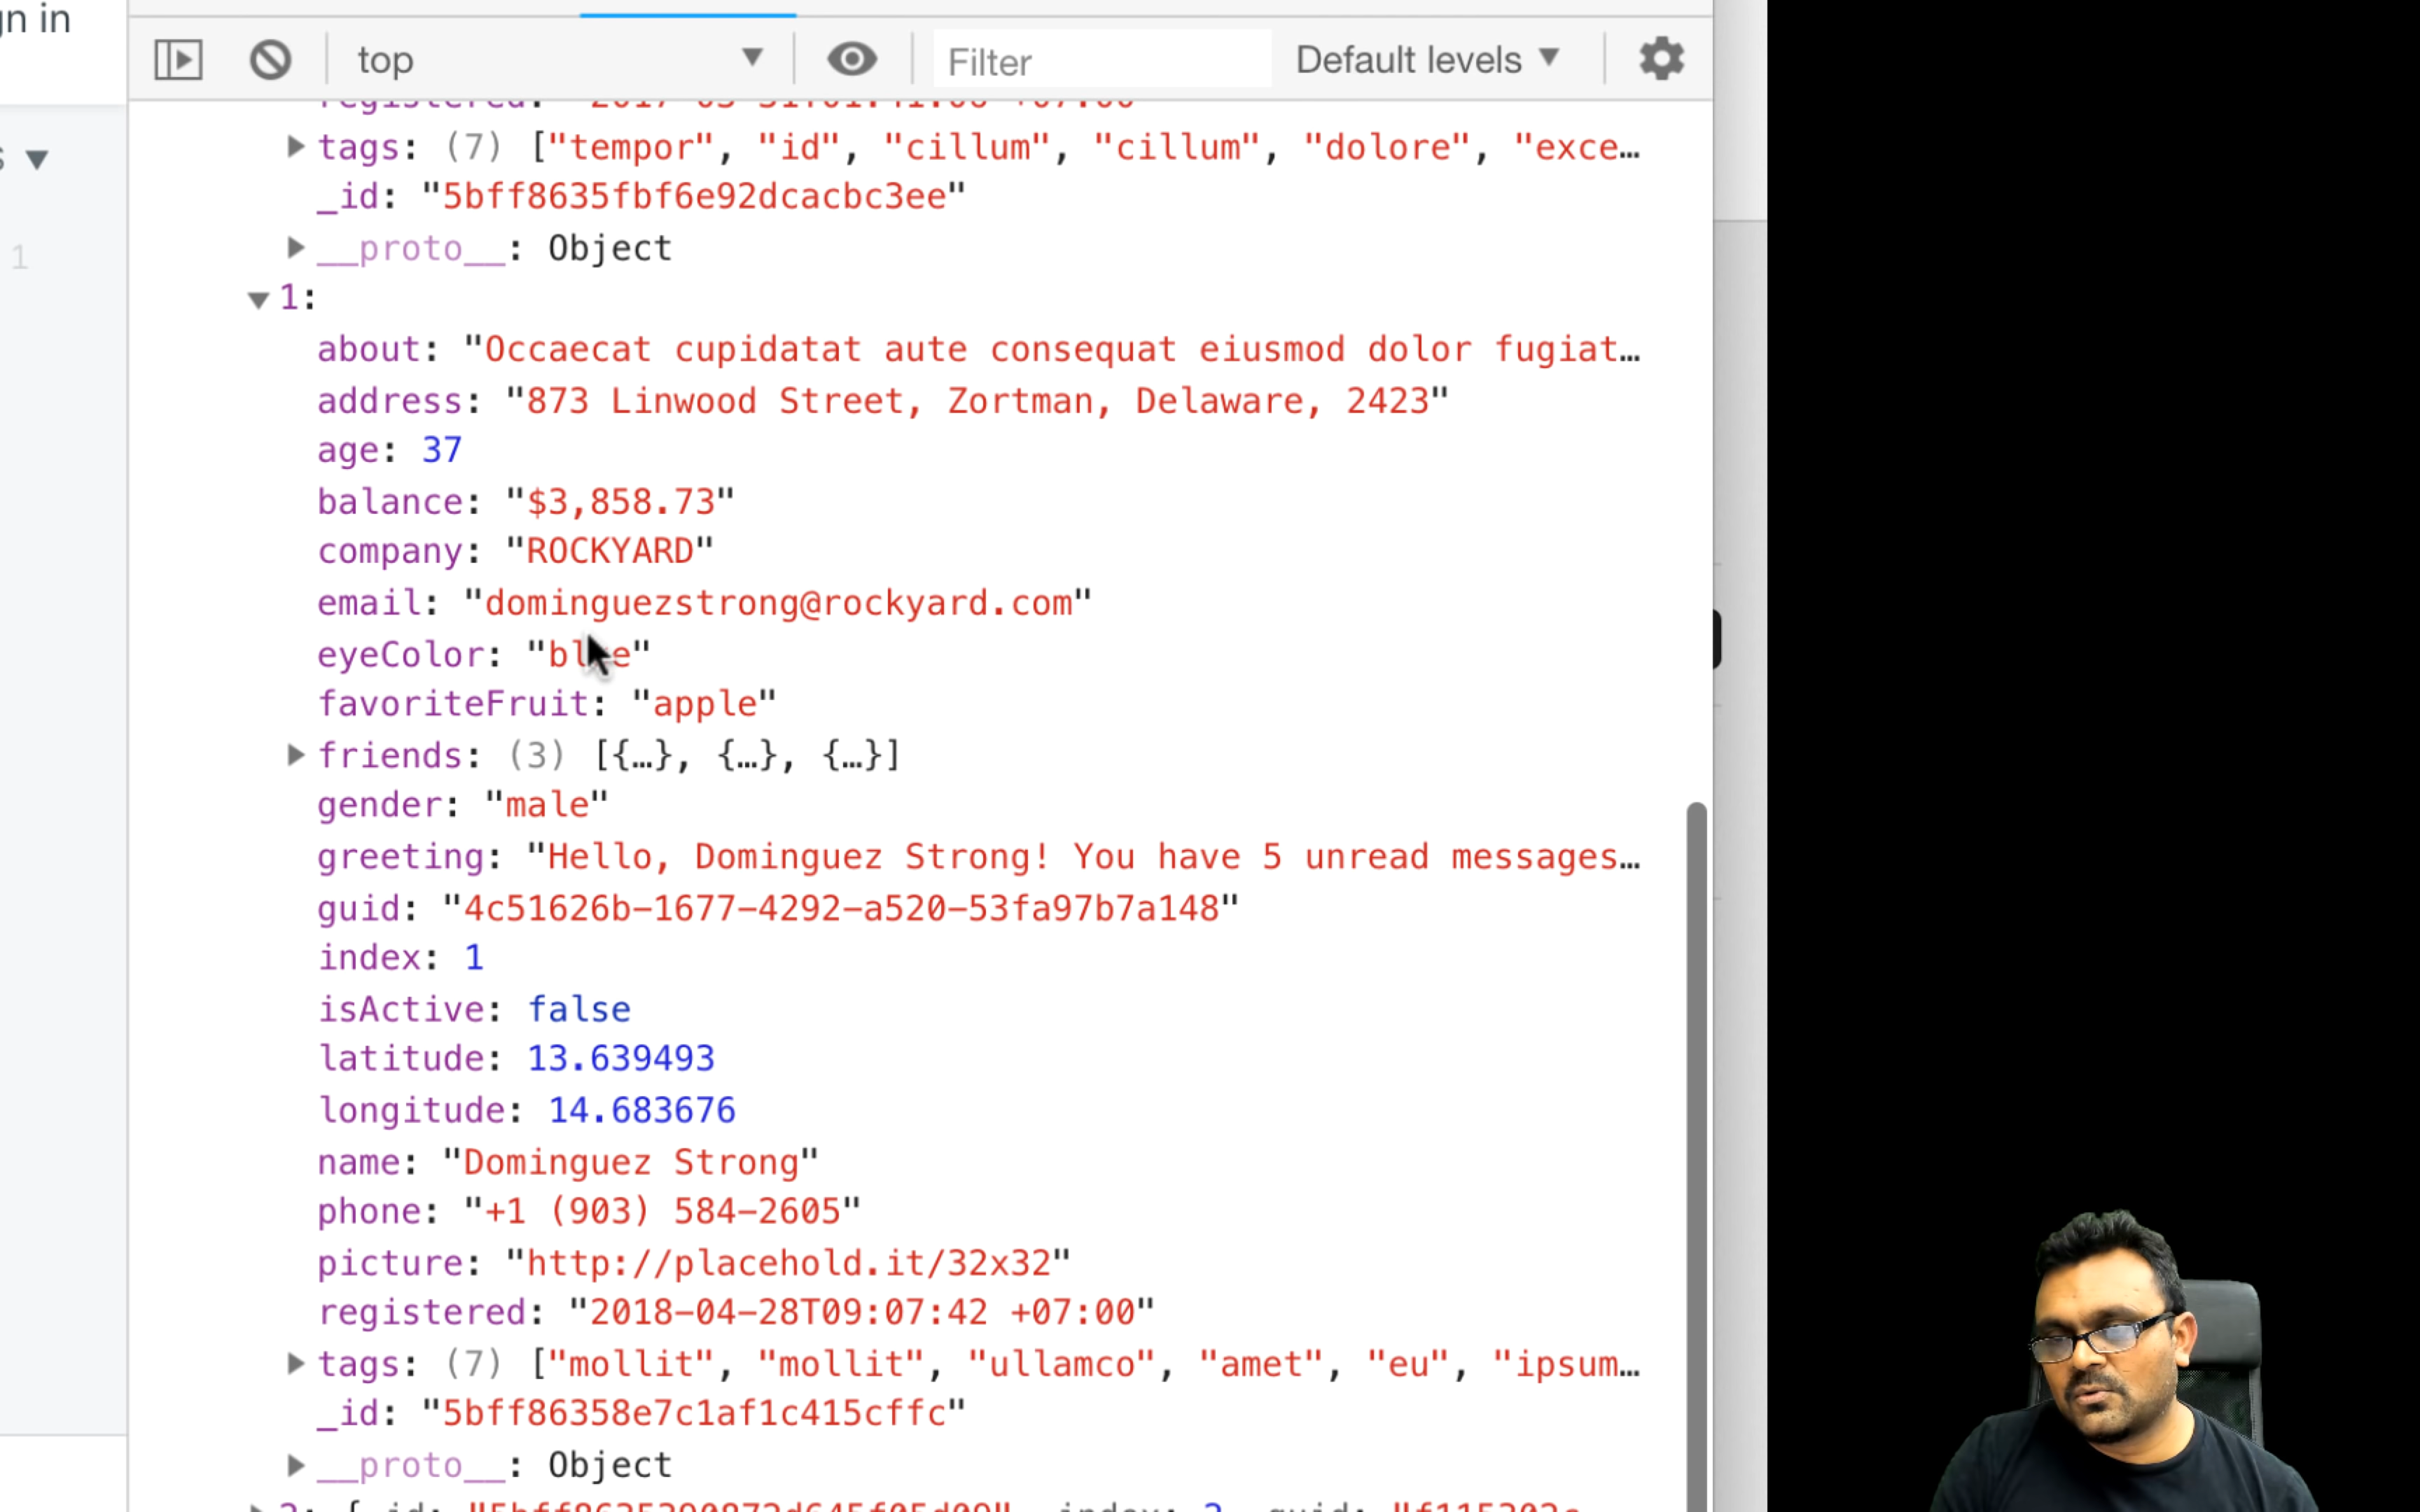 gn in
top
Filter
Default levels
tags: (7) ["tempor", "id", "cillum", "cillum", "dolore", "exce…
_id: "5bff8635fbf6e92dcacbc3ee"
__proto__: Object
1
1:
about: "Occaecat cupidatat aute consequat eiusmod dolor fugiat…
address: "873 Linwood Street, Zortman, Delaware, 2423"
age: 37
balance: "$3,858.73"
company: "ROCKYARD"
email: "dominguezstrong@rockyard.com"
eyeColor: "blue"
favoriteFruit: "apple"
friends: (3) [{…}, {…}, {…}]
gender: "male"
greeting: "Hello, Dominguez Strong! You have 5 unread messages…
guid: "4c51626b-1677-4292-a520-53fa97b7a148"
index: 1
isActive: false
latitude: 13.639493
longitude: 14.683676
name: "Dominguez Strong"
phone: "+1 (903) 584-2605"
picture: "http://placehold.it/32x32"
registered: "2018-04-28T09:07:42 +07:00"
tags: (7) ["mollit", "mollit", "ullamco", "amet", "eu", "ipsum…
_id: "5bff86358e7c1af1c415cffc"
__proto__: Object